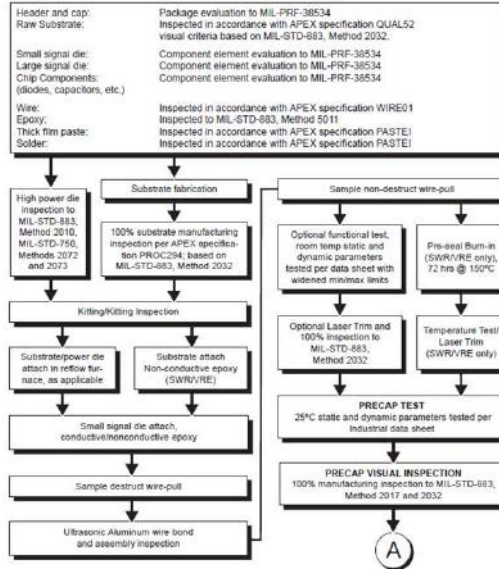 Header and cap: Package evaluation to MIL-PRF-38534
Raw Substrate: Inspected in accordance with APEX specification QUAL52
visual criteria based on MIL-STD-883, Method 2032.
Small signal die: Component element evaluation to MIL-PRF-38534
Large signal die: Component element evaluation to MIL-PRF-38534
Chip Components: Component element evaluation to MIL-PRF-38534
(diodes, capacitors, etc.)
Wire: Inspected in accordance with APEX specification WIRE01
Epoxy: Inspected to MIL-STD-883, Method 5011
Thick film paste: Inspected in accordance with APEX specification PASTEI
Solder: Inspected in accordance with APEX specification PASTEI
High power die
inspection to
MIL-STD-883,
Method 2010,
MIL-STD-750,
Methods 2072
and 2073
Substrate fabrication
100% substrate manufacturing
inspection per APEX specifica-
tion PROC294; based on
MIL-STD-883, Method 2032
Kitting/Kitting Inspection
Substrate/power die
attach in reflow fur-
nace, as applicable
Substrate attach
Non-conductive epoxy
(SWR/VRE)
Small signal die attach,
conductive/nonconductive epoxy
Sample destruct wire-pull
Ultrasonic Aluminum wire bond
and assembly inspection
Sample non-destruct wire-pull
Optional functional test,
room temp static and
dynamic parameters
tested per data sheet with
widened min/max limits
Pre-seal Burn-in
(SWR/VRE only),
72 hrs @ 150°C
Optional Laser Trim and
100% inspection to
MIL-STD-883,
Method 2032
Temperature Test/
Laser Trim
(SWR/VRE only)
PRECAP TEST
25°C static and dynamic parameters tested per
Industrial data sheet
PRECAP VISUAL INSPECTION
100% manufacturing inspection to MIL-STD-883,
Method 2017 and 2032
A